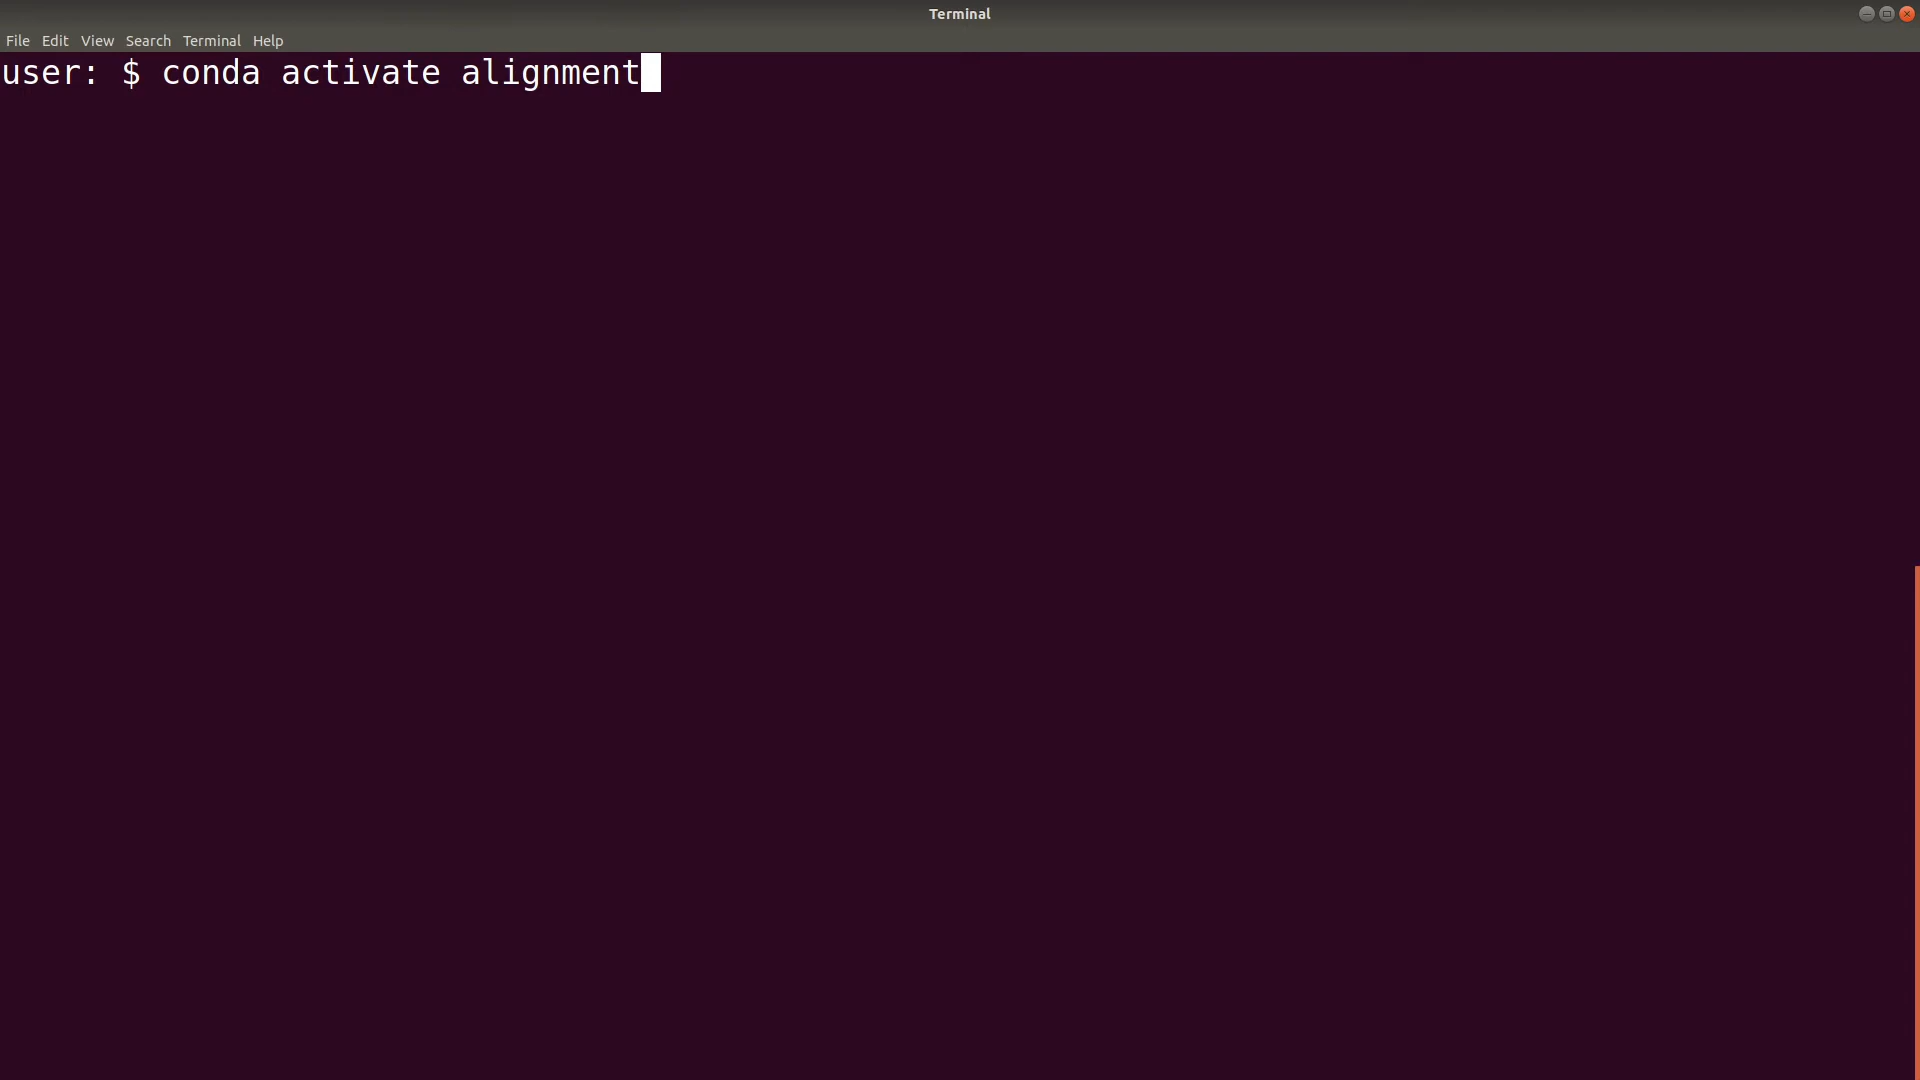 Terminal
File Edit View Search Terminal Help
user: $ conda activate alignment